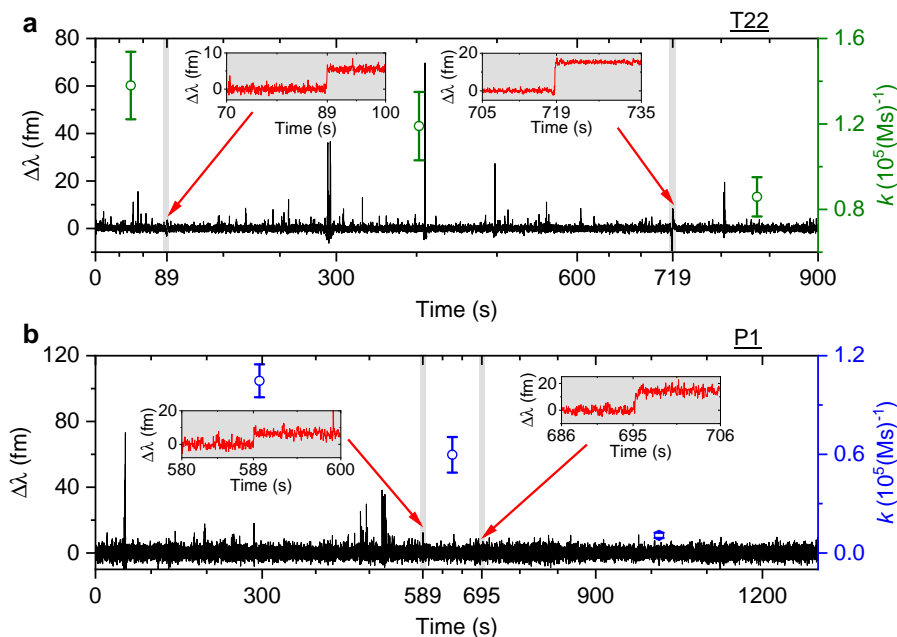 a
T22
80
60
40
20
0
Δλ (fm)
10
0
Δλ (fm)
70 89 100
Time (s)
20
0
Δλ (fm)
705 719 735
Time (s)
1.6
1.2
0.8
k (10⁵(Ms)⁻¹)
0 89 300 600 719 900
Time (s)
b
P1
120
80
40
0
Δλ (fm)
20
0
Δλ (fm)
580 589 600
Time (s)
20
0
Δλ (fm)
686 695 706
Time (s)
1.2
0.6
0.0
k (10⁵(Ms)⁻¹)
0 300 589 695 900 1200
Time (s)